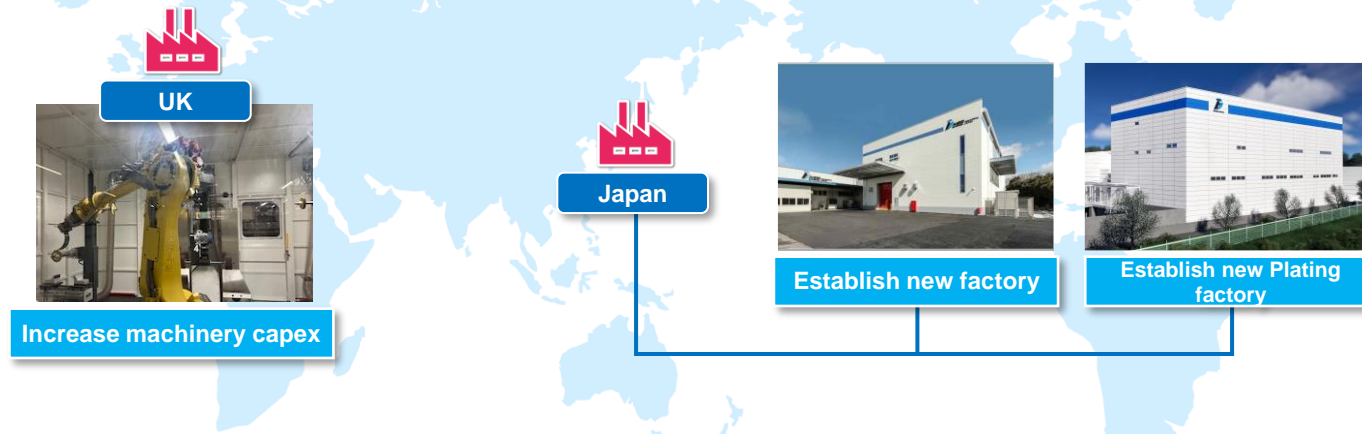 UK
Increase machinery capex
Japan
Establish new factory
Establish new Plating
factory